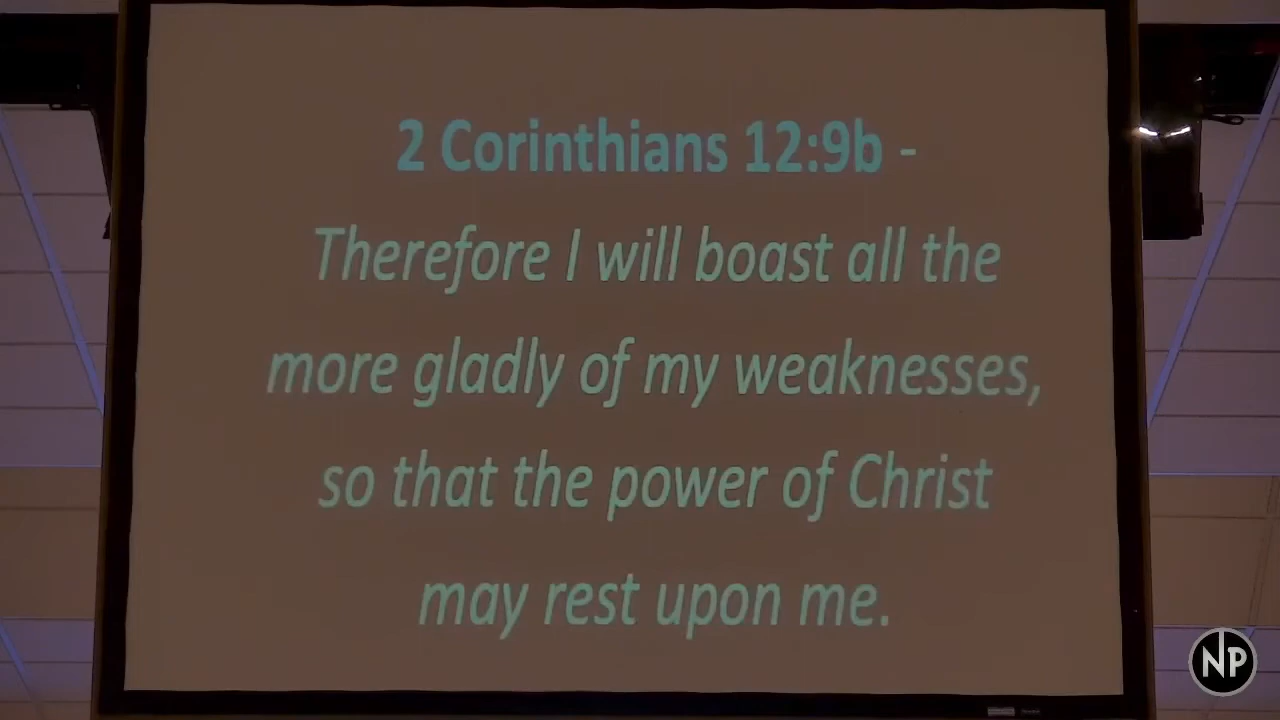 2 Corinthians 12:9b -
Therefore I will boast all the
more gladly of my weaknesses,
so that the power of Christ
may rest upon me.
NP